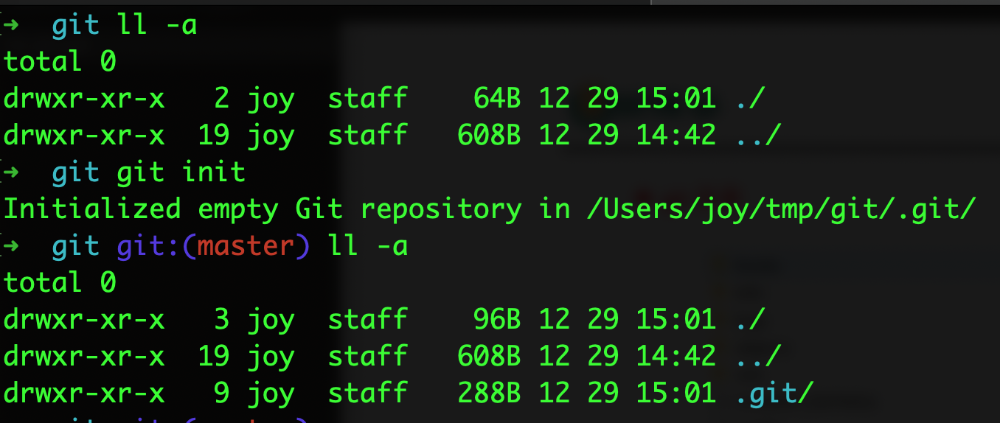 ➜  git ll -a
total 0
drwxr-xr-x   2 joy  staff    64B 12 29 15:01 ./
drwxr-xr-x  19 joy  staff   608B 12 29 14:42 ../
➜  git git init
Initialized empty Git repository in /Users/joy/tmp/git/.git/
➜  git git:(master) ll -a
total 0
drwxr-xr-x   3 joy  staff    96B 12 29 15:01 ./
drwxr-xr-x  19 joy  staff   608B 12 29 14:42 ../
drwxr-xr-x   9 joy  staff   288B 12 29 15:01 .git/